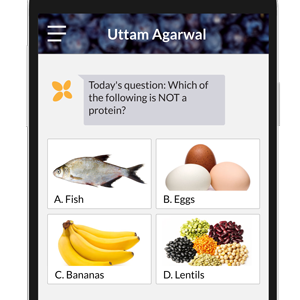 Uttam Agarwal
Today's question: Which of
the following is NOT a
protein?
A. Fish
B. Eggs
C. Bananas
D. Lentils